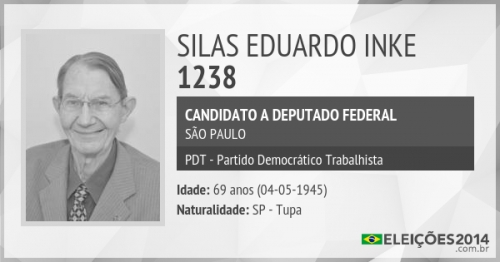 SILAS EDUARDO INKE
1238
CANDIDATO A DEPUTADO FEDERAL
SÃO PAULO
PDT - Partido Democrático Trabalhista
Idade: 69 anos (04-05-1945)
Naturalidade: SP - Tupa
ELEIÇÕES2014
.com.br